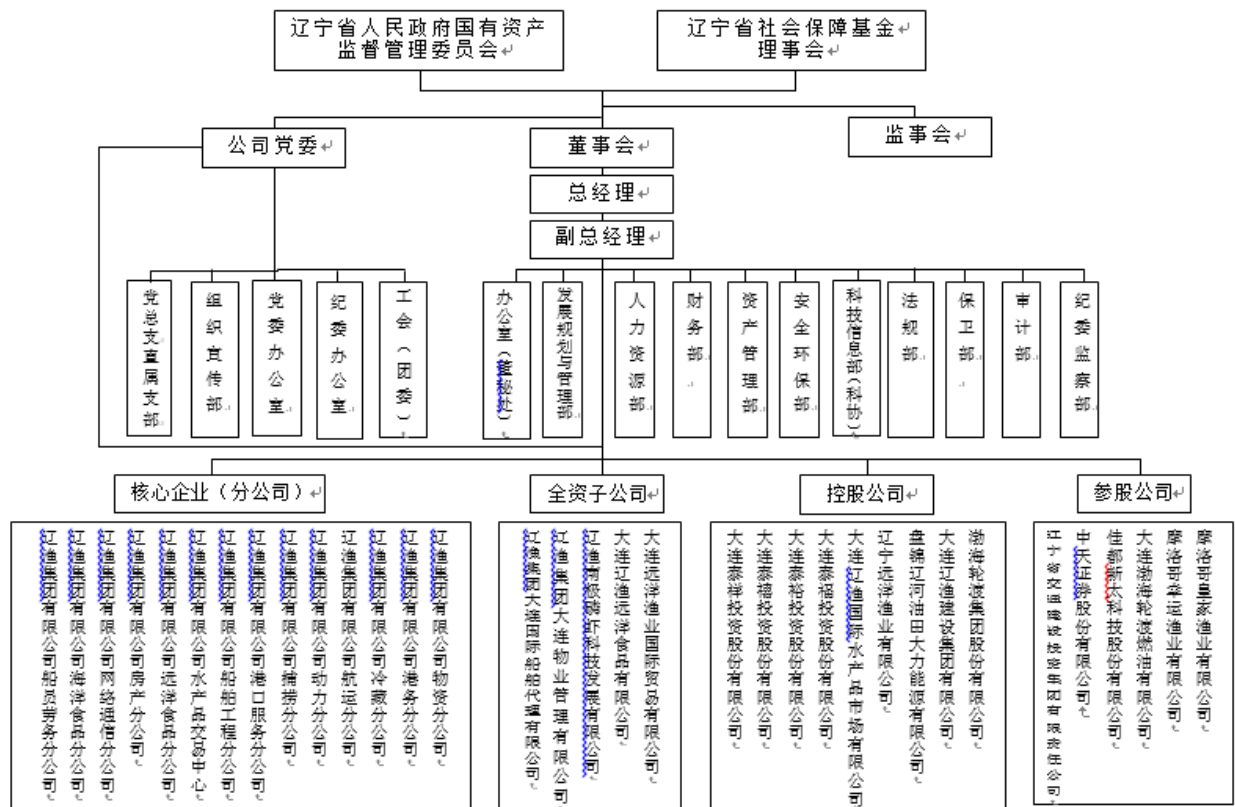 辽宁省人民政府国有资产
监督管理委员会
辽宁省社会保障基金
理事会
公司党委
董事会
监事会
总经理
副总经理
党总支直属支部
组织宣传部
党委办公室
纪委办公室
工会（团委）
办公室（董秘处）
发展规划与管理部
人力资源部
财务部
资产管理部
安全环保部
科技信息部（科协）
法规部
保卫部
审计部
纪委监察部
核心企业（分公司）
全资子公司
控股公司
参股公司
辽渔集团有限公司船员劳务分公司
辽渔集团有限公司海洋食品分公司
辽渔集团有限公司网络通信分公司
辽渔集团有限公司房产分公司
辽渔集团有限公司远洋食品分公司
辽渔集团有限公司水产品交易中心
辽渔集团有限公司船舶工程分公司
辽渔集团有限公司港口服务分公司
辽渔集团有限公司捕捞分公司
辽渔集团有限公司动力分公司
辽渔集团有限公司航运分公司
辽渔集团有限公司冷藏分公司
辽渔集团有限公司港务分公司
辽渔集团有限公司物资分公司
辽渔集团大连国际船舶代理有限公司
辽渔集团大连物业管理有限公司
辽渔南极磷虾科技发展有限公司
大连辽渔远洋食品有限公司
大连远洋渔业国际贸易有限公司
大连泰祥投资股份有限公司
大连泰禧投资股份有限公司
大连泰裕投资股份有限公司
大连泰福投资股份有限公司
大连辽渔国际水产品市场有限公司
辽宁远洋渔业有限公司
盘锦辽河油田大力能源有限公司
大连辽渔建设集团有限公司
渤海轮渡集团股份有限公司
辽宁省交通建设投资集团有限责任公司
中天证券股份有限公司
佳都新太科技股份有限公司
大连渤海轮渡燃油有限公司
摩洛哥幸运渔业有限公司
摩洛哥皇家渔业有限公司